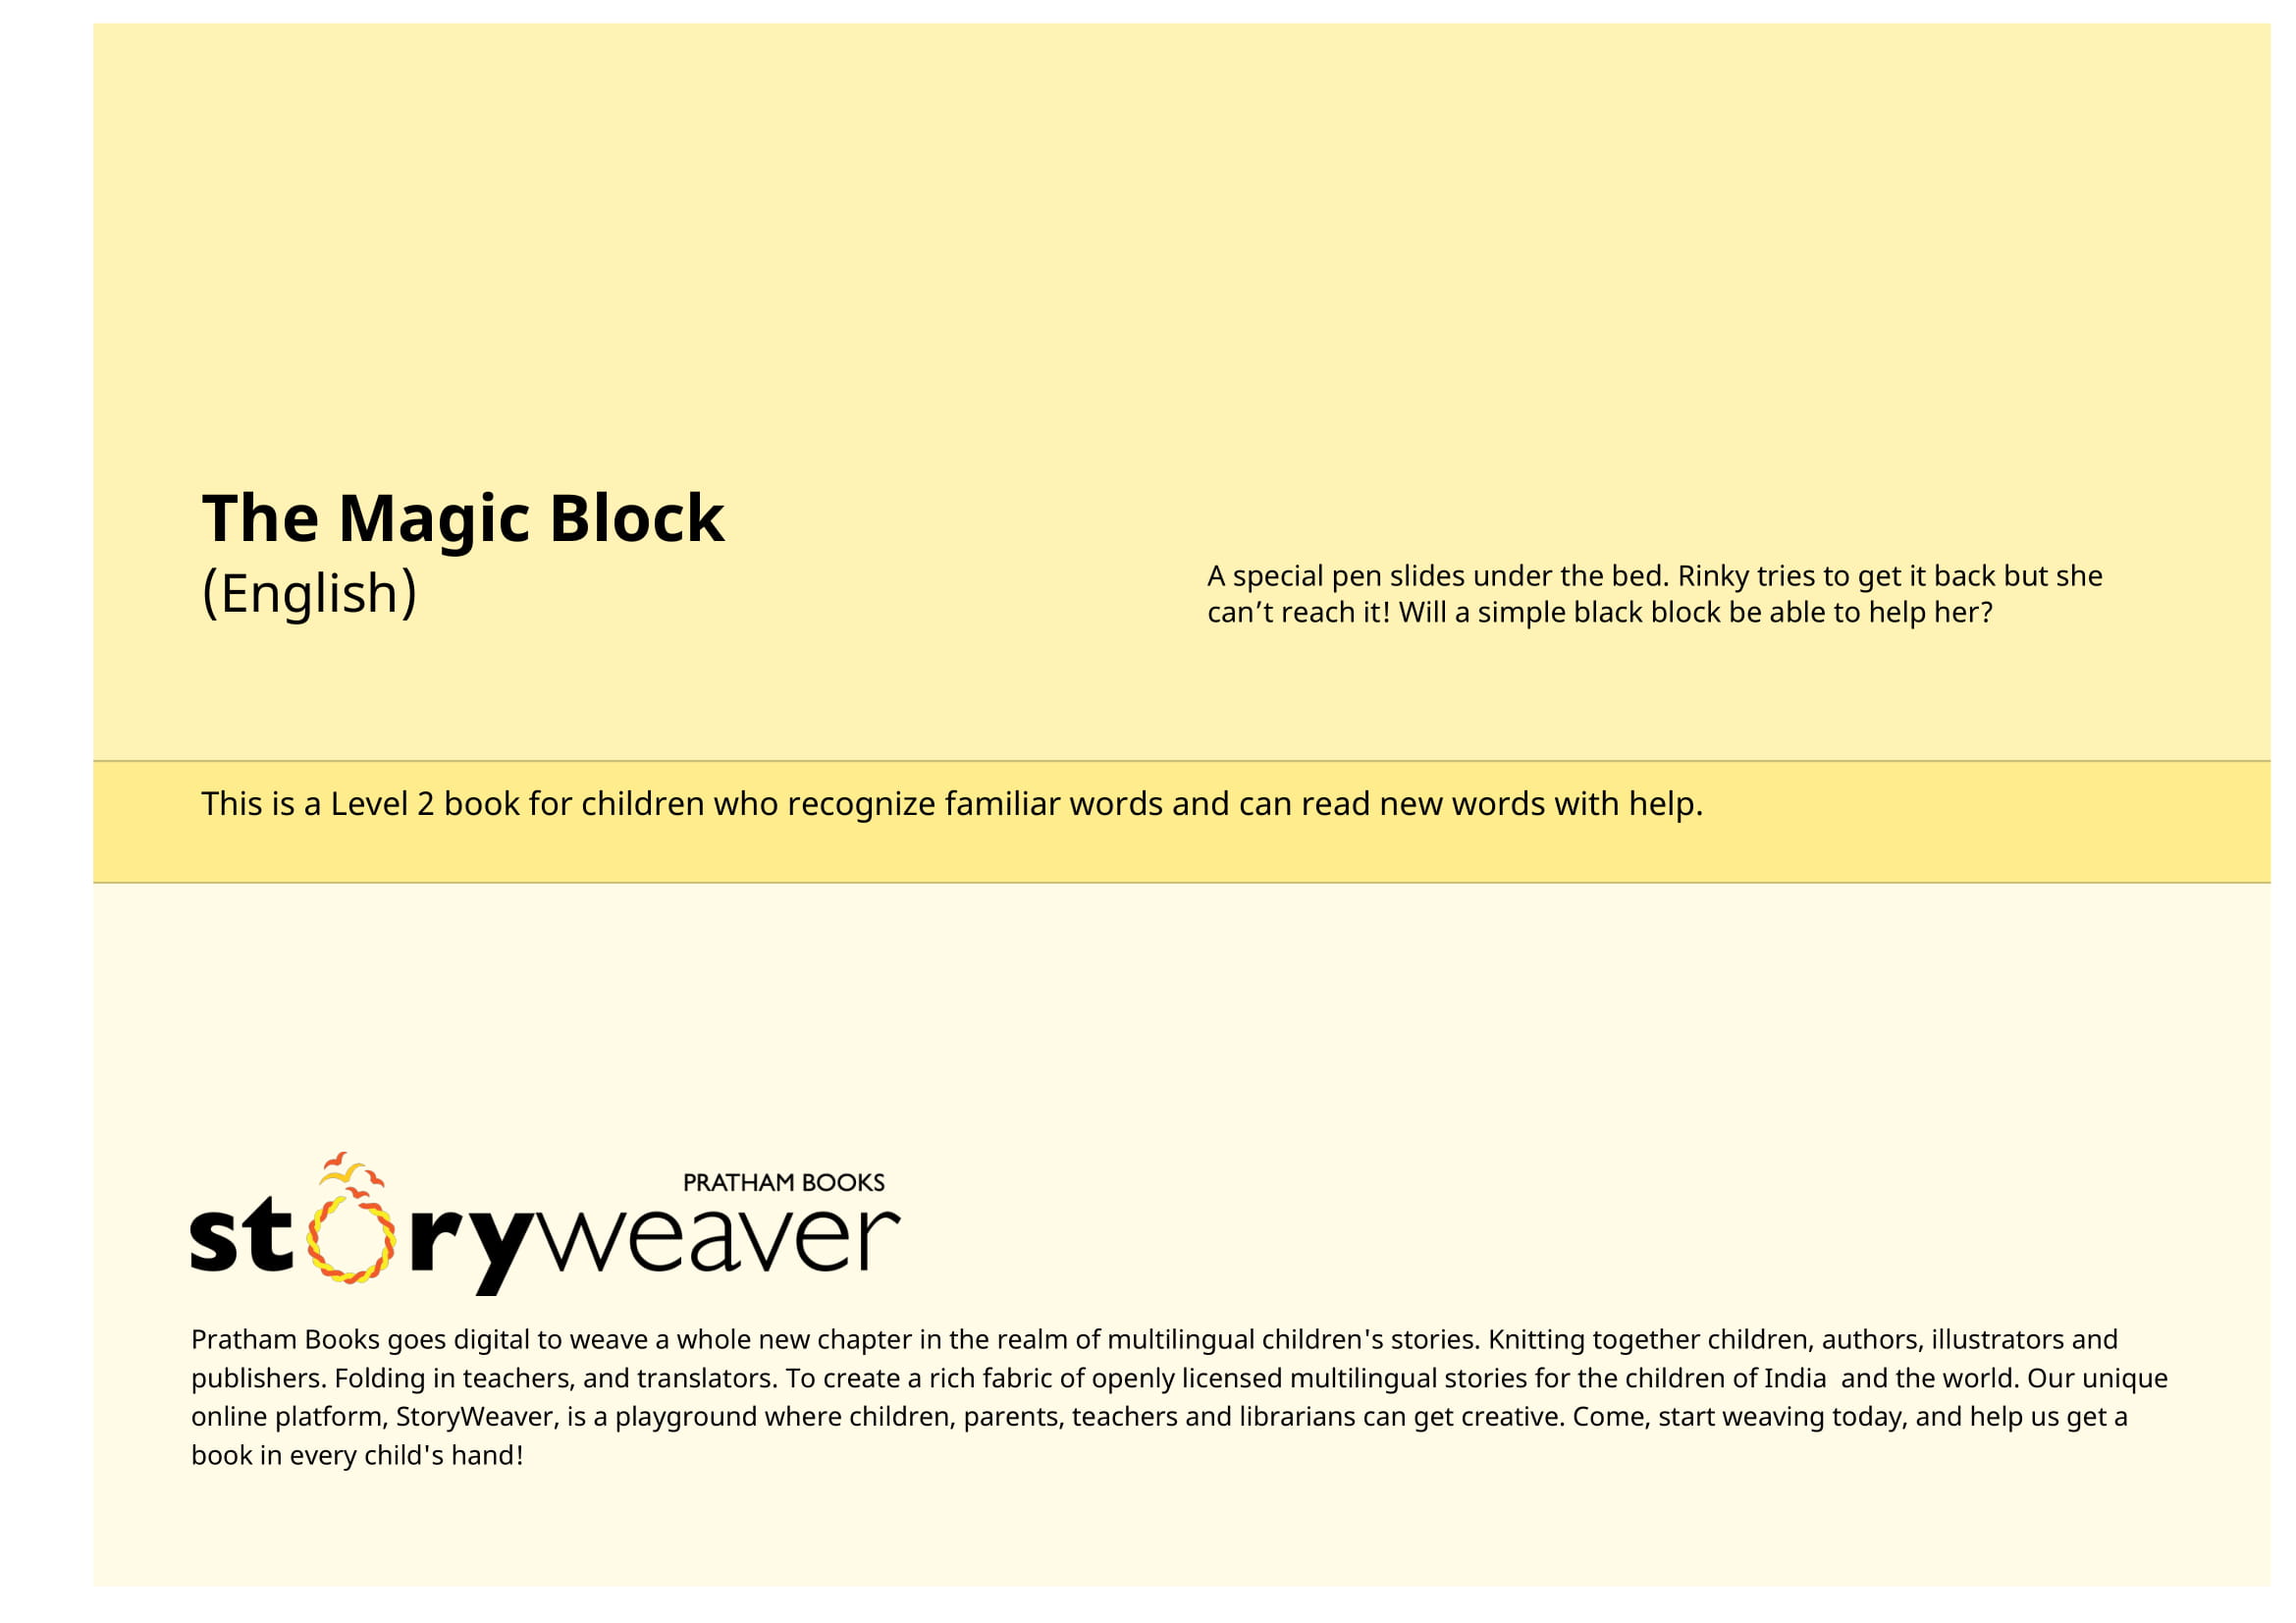 The Magic Block
(English)
A special pen slides under the bed. Rinky tries to get it back but she
can’t reach it! Will a simple black block be able to help her?
This is a Level 2 book for children who recognize familiar words and can read new words with help.
PRATHAM BOOKS
storyweaver
Pratham Books goes digital to weave a whole new chapter in the realm of multilingual children's stories. Knitting together children, authors, illustrators and
publishers. Folding in teachers, and translators. To create a rich fabric of openly licensed multilingual stories for the children of India  and the world. Our unique
online platform, StoryWeaver, is a playground where children, parents, teachers and librarians can get creative. Come, start weaving today, and help us get a
book in every child's hand!